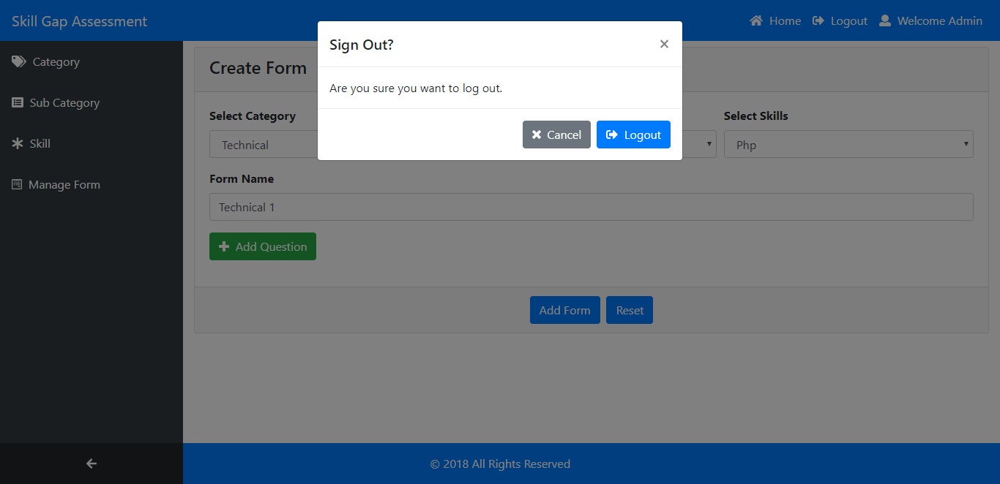 Skill Gap Assessment
Home Logout Welcome Admin
Category
Sub Category
Skill
Manage Form
Sign Out? ×
Are you sure you want to log out.
Cancel Logout
Create Form
Select Category Select Skills
Technical Php
Form Name
Technical 1
Add Question
Add Form Reset
© 2018 All Rights Reserved